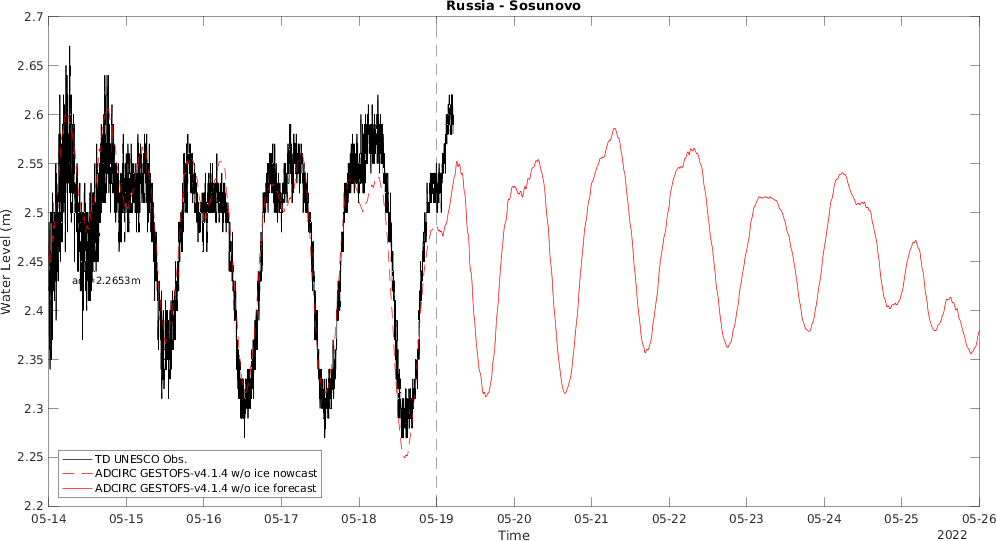 Russia - Sosunovo
2.7
2.65
2.6
2.55
2.5
2.45
2.4
2.35
2.3
2.25
2.2
Water Level (m)
2.2653m
TD UNESCO Obs.
ADCIRC GESTOFS-v4.1.4 w/o ice nowcast
ADCIRC GESTOFS-v4.1.4 w/o ice forecast
05-14 05-15 05-16 05-17 05-18 05-19 05-20 05-21 05-22 05-23 05-24 05-25 05-26
Time
2022